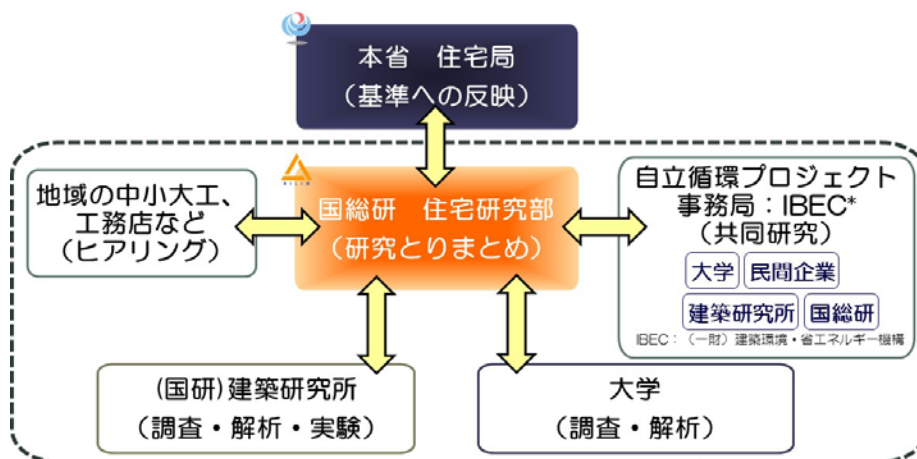 本省 住宅局
（基準への反映）
地域の中小大工、
工務店など
（ヒアリング）
国総研 住宅研究部
（研究とりまとめ）
自立循環プロジェクト
事務局：IBEC*
（共同研究）
大学 民間企業
建築研究所 国総研
IBEC：（一財）建築環境・省エネルギー機構
(国研)建築研究所
（調査・解析・実験）
大学
（調査・解析）